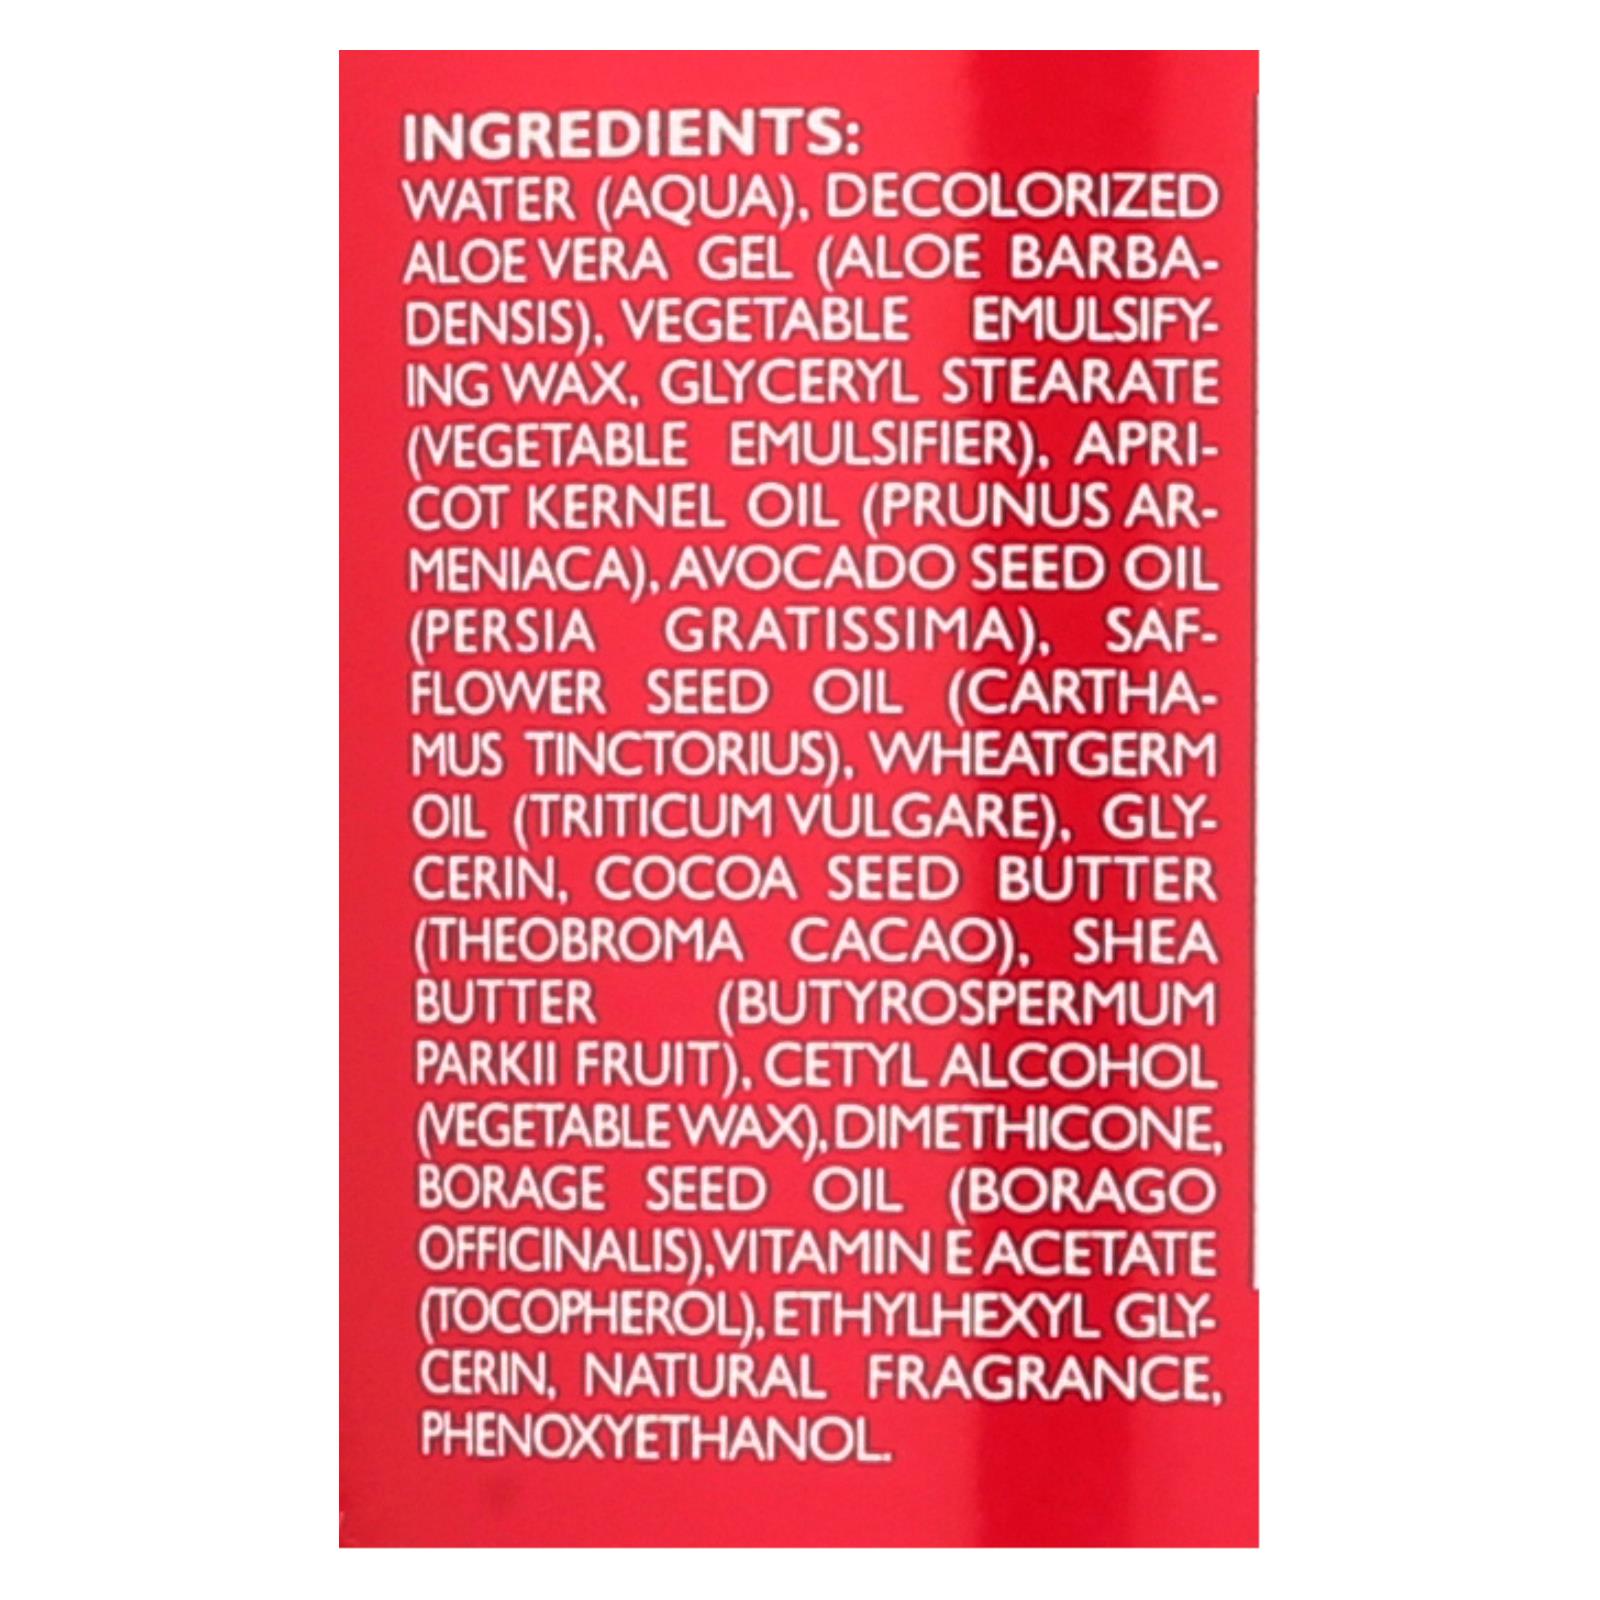 INGREDIENTS:
WATER (AQUA), DECOLORIZED
ALOE VERA GEL (ALOE BARBA-
DENSIS), VEGETABLE EMULSIFY-
ING WAX, GLYCERYL STEARATE
(VEGETABLE EMULSIFIER), APRI-
COT KERNEL OIL (PRUNUS AR-
MENIACA), AVOCADO SEED OIL
(PERSIA GRATISSIMA), SAF-
FLOWER SEED OIL (CARTHA-
MUS TINCTORIUS), WHEATGERM
OIL (TRITICUM VULGARE), GLY-
CERIN, COCOA SEED BUTTER
(THEOBROMA CACAO), SHEA
BUTTER (BUTYROSPERMUM
PARKII FRUIT), CETYL ALCOHOL
(VEGETABLE WAX), DIMETHICONE,
BORAGE SEED OIL (BORAGO
OFFICINALIS), VITAMIN E ACETATE
(TOCOPHEROL), ETHYLHEXYL GLY-
CERIN, NATURAL FRAGRANCE,
PHENOXYETHANOL.